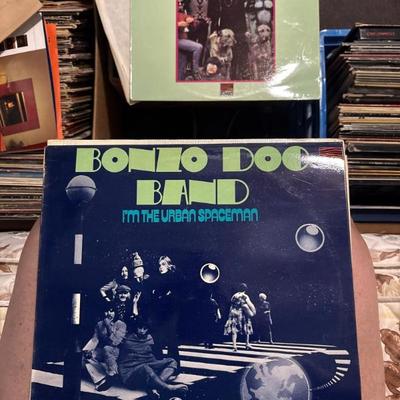 BONZO DOG
BAND
I'M THE URBAN SPACEMAN